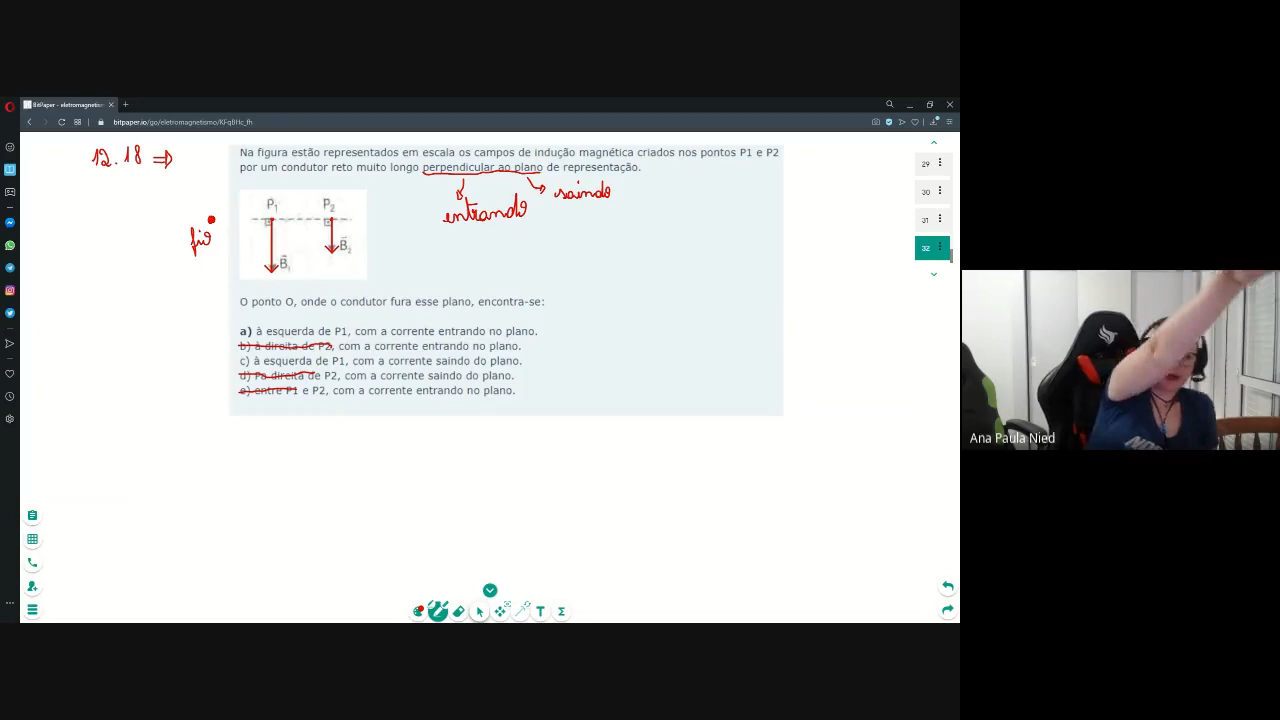 BitPaper - eletromagnetism
bitpaper.io/go/eletromagnetismo/KFqBHc_fh
12.18 ⇒
Na figura estão representados em escala os campos de indução magnética criados nos pontos P1 e P2
por um condutor reto muito longo perpendicular ao plano de representação.
entrando
saindo
fio
P1 P2
B1 B2
O ponto O, onde o condutor fura esse plano, encontra-se:
a) à esquerda de P1, com a corrente entrando no plano.
b) à direita de P2, com a corrente entrando no plano.
c) à esquerda de P1, com a corrente saindo do plano.
d) Pa direita de P2, com a corrente saindo do plano.
e) entre P1 e P2, com a corrente entrando no plano.
29
30
31
32
Ana Paula Nied
T
Σ